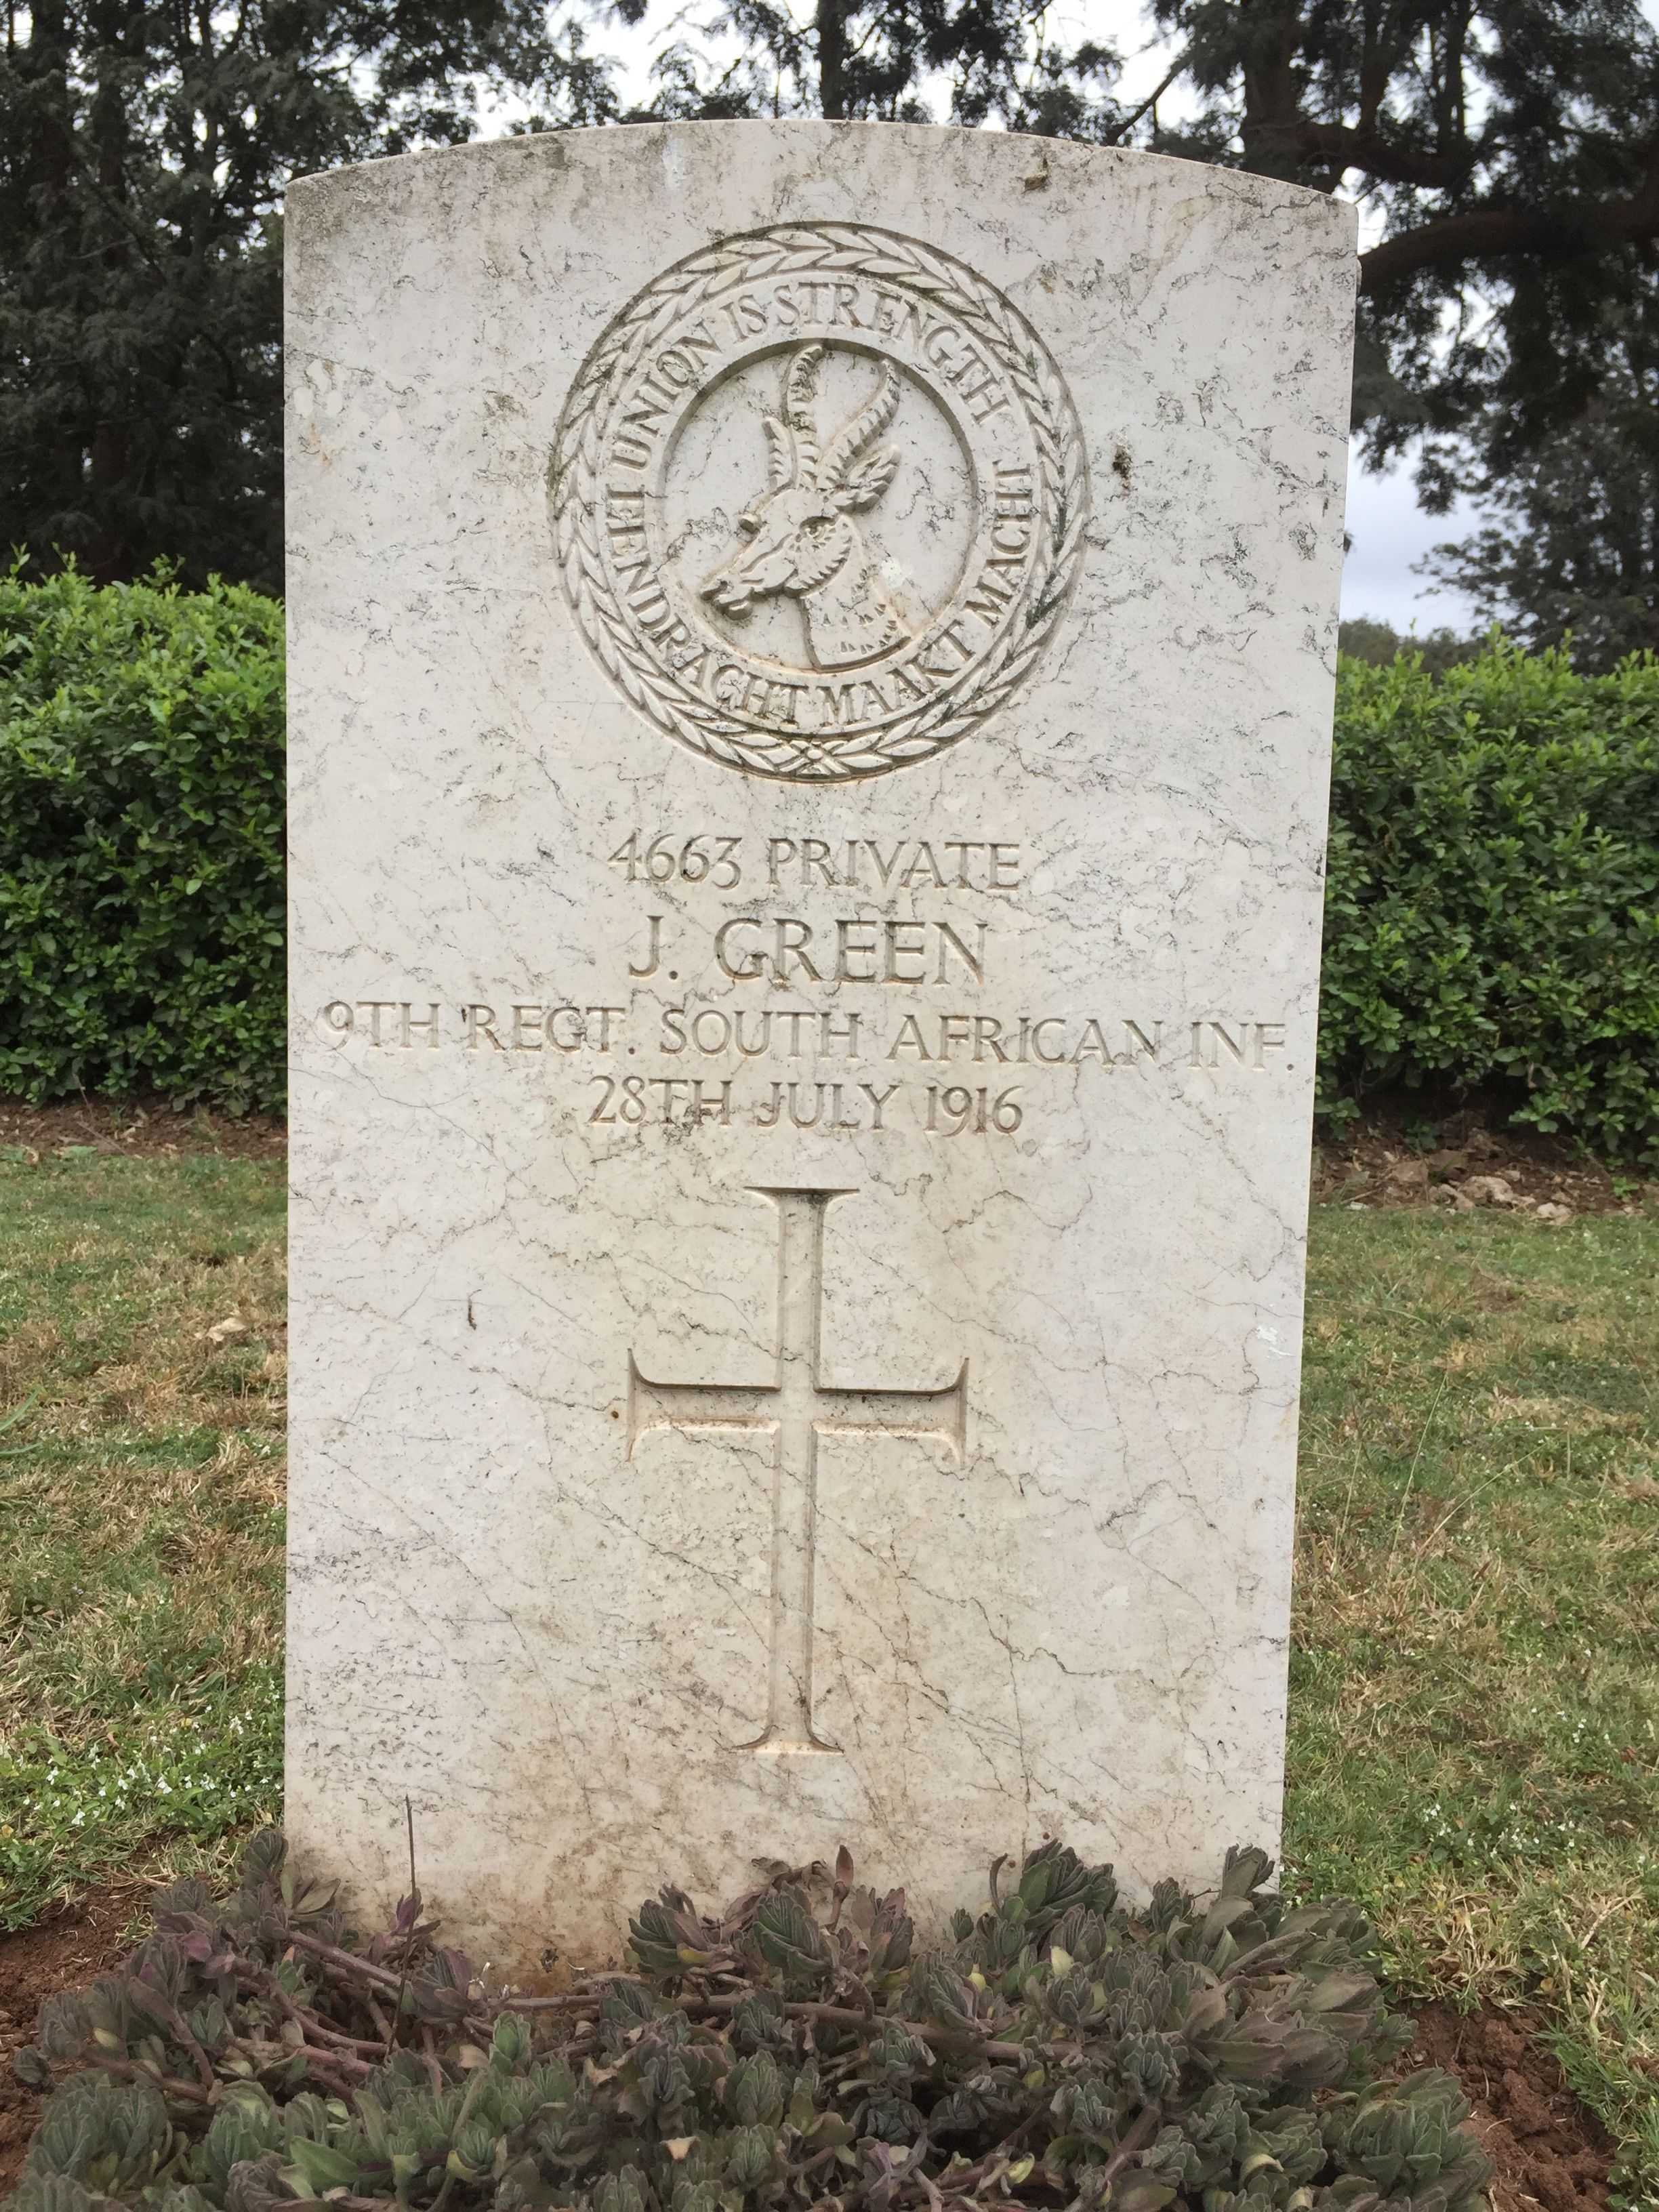 UNION IS STRENGTH
EENDRACHT MAAKT MACHT
4663 PRIVATE
J. GREEN
9TH REGT. SOUTH AFRICAN INF.
28TH JULY 1916